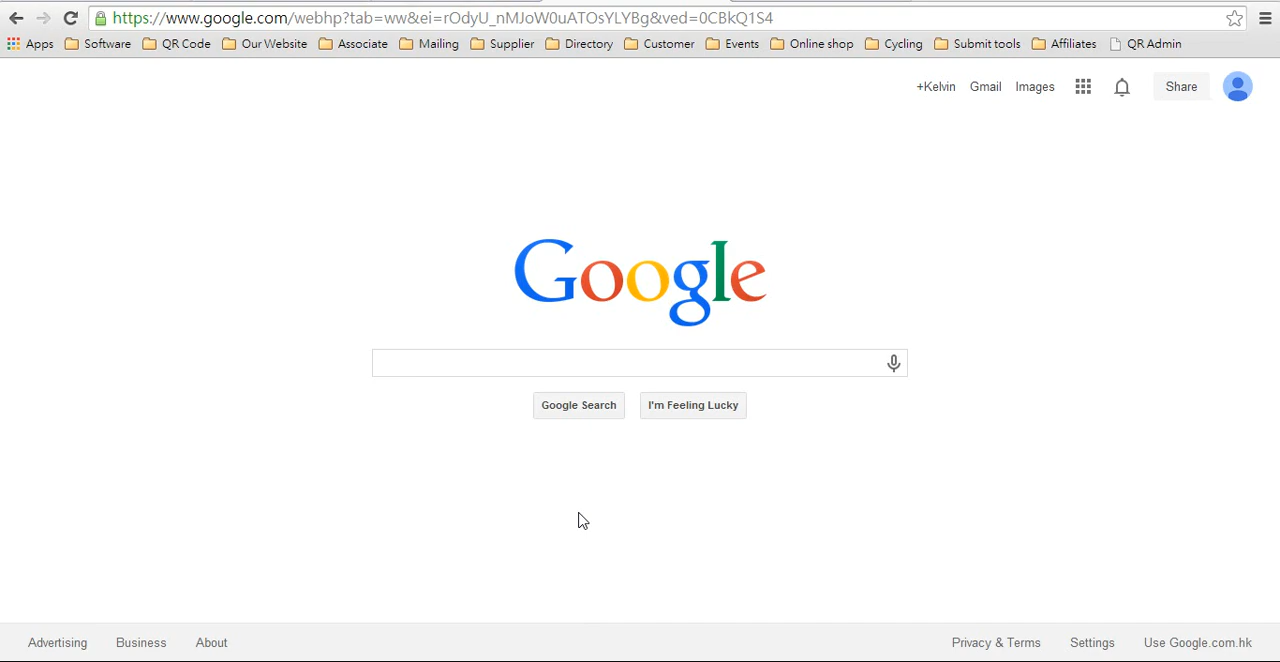 https://www.google.com/webhp?tab=ww&ei=rOdyU_nMJoW0uATOsYLYBg&ved=0CBkQ1S4
Apps Software QR Code Our Website Associate Mailing Supplier Directory Customer Events Online shop Cycling Submit tools Affiliates QR Admin
+Kelvin Gmail Images Share
Google
Google Search I'm Feeling Lucky
Advertising Business About Privacy & Terms Settings Use Google.com.hk